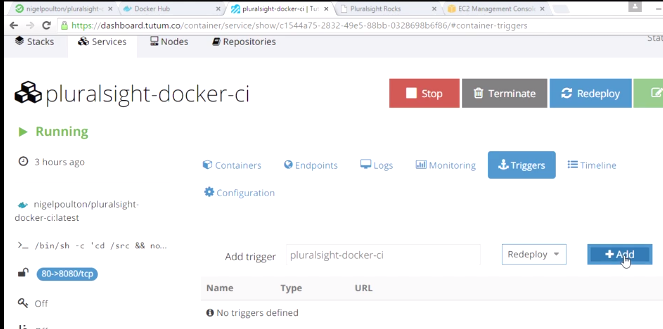 nigelpoulton/pluralsight-d
Docker Hub
pluralsight-docker-ci | Tut
Pluralsight Rocks
EC2 Management Consol
https://dashboard.tutum.co/container/service/show/c1544a75-2832-49e5-88bb-0328698b6f86/#container-triggers
Stacks Services Nodes Repositories Stat
pluralsight-docker-ci
Stop Terminate Redeploy
Running
3 hours ago
Containers Endpoints Logs Monitoring Triggers Timeline
Configuration
nigelpoulton/pluralsight-
docker-ci:latest
/bin/sh -c 'cd /src && no...
80->8080/tcp
Off
Add trigger pluralsight-docker-ci Redeploy Add
Name Type URL
No triggers defined